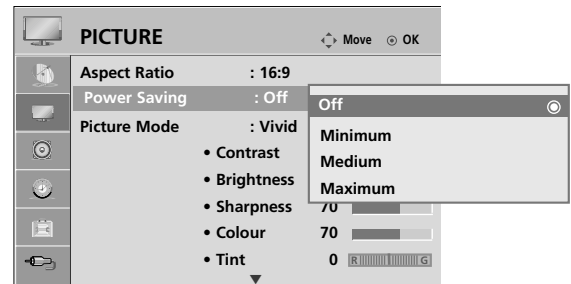 PICTURE Move OK
Aspect Ratio : 16:9
Power Saving : Off
Off
Picture Mode : Vivid
Minimum
• Contrast
Medium
• Brightness
Maximum
• Sharpness 70
• Colour 70
• Tint 0 R G